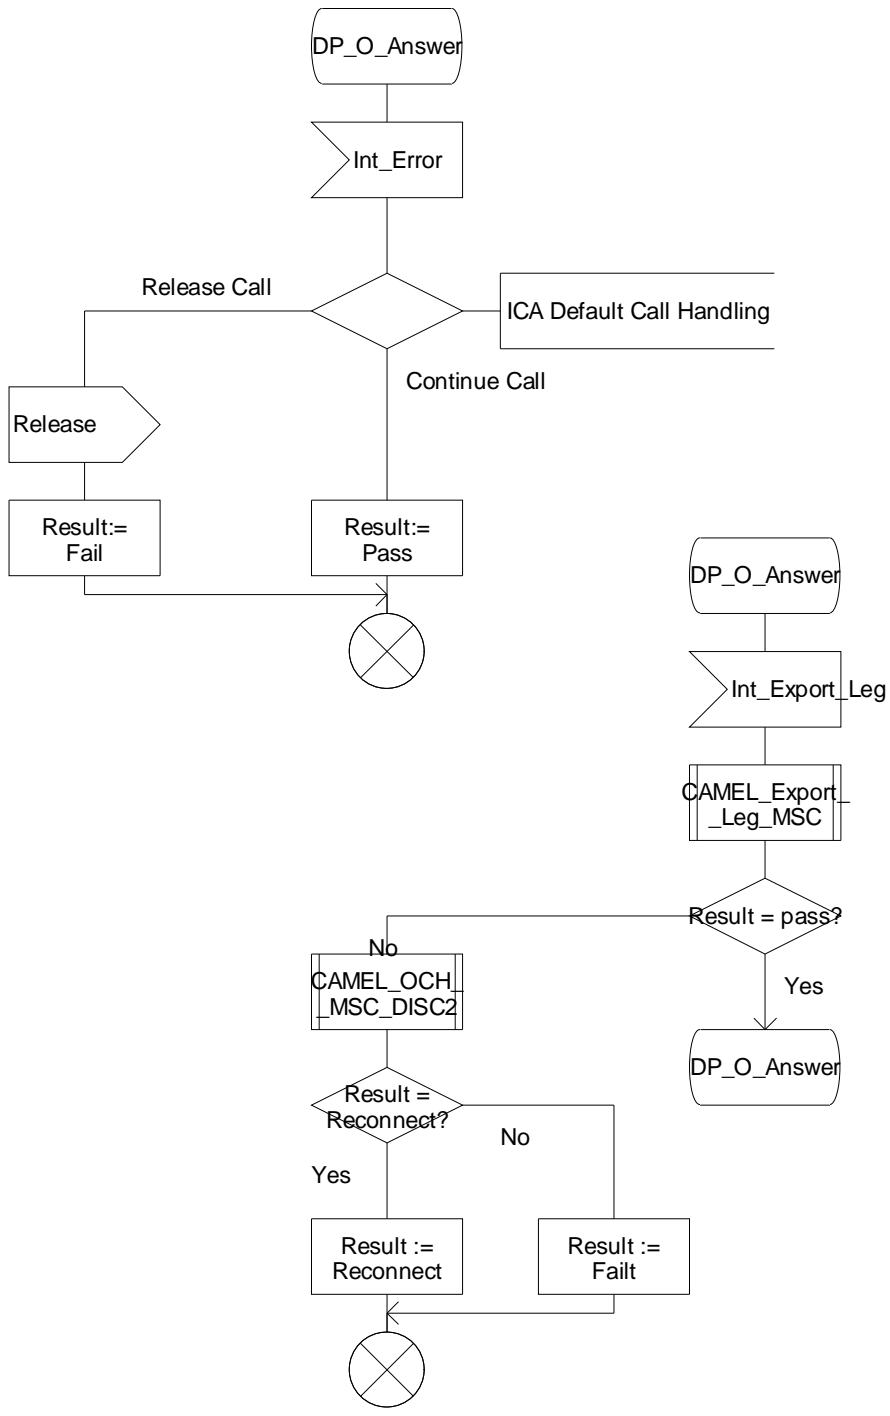 DP_O_Answer
Int_Error
Release Call
ICA Default Call Handling
Continue Call
Release
Result:=
Fail
Result:=
Pass
DP_O_Answer
Int_Export_Leg
CAMEL_Export_
_Leg_MSC
Result = pass?
No
Yes
CAMEL_OCH_
_MSC_DISC2
DP_O_Answer
Result =
Reconnect?
No
Yes
Result :=
Reconnect
Result :=
Failt